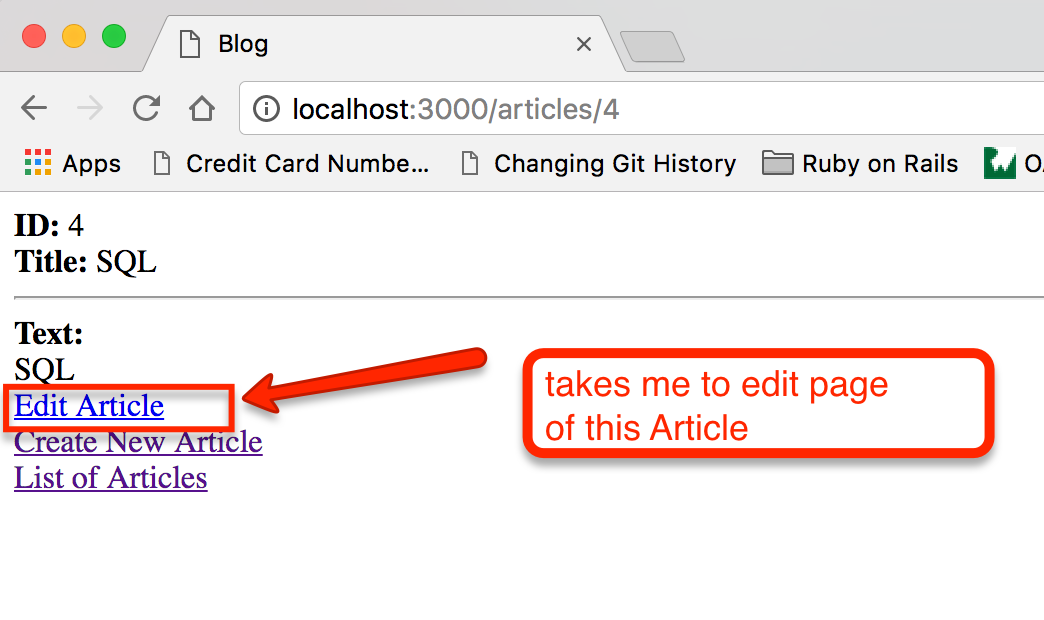 Blog
localhost:3000/articles/4
Apps Credit Card Numbe... Changing Git History Ruby on Rails
ID: 4
Title: SQL
Text:
SQL
takes me to edit page
of this Article
Edit Article
Create New Article
List of Articles